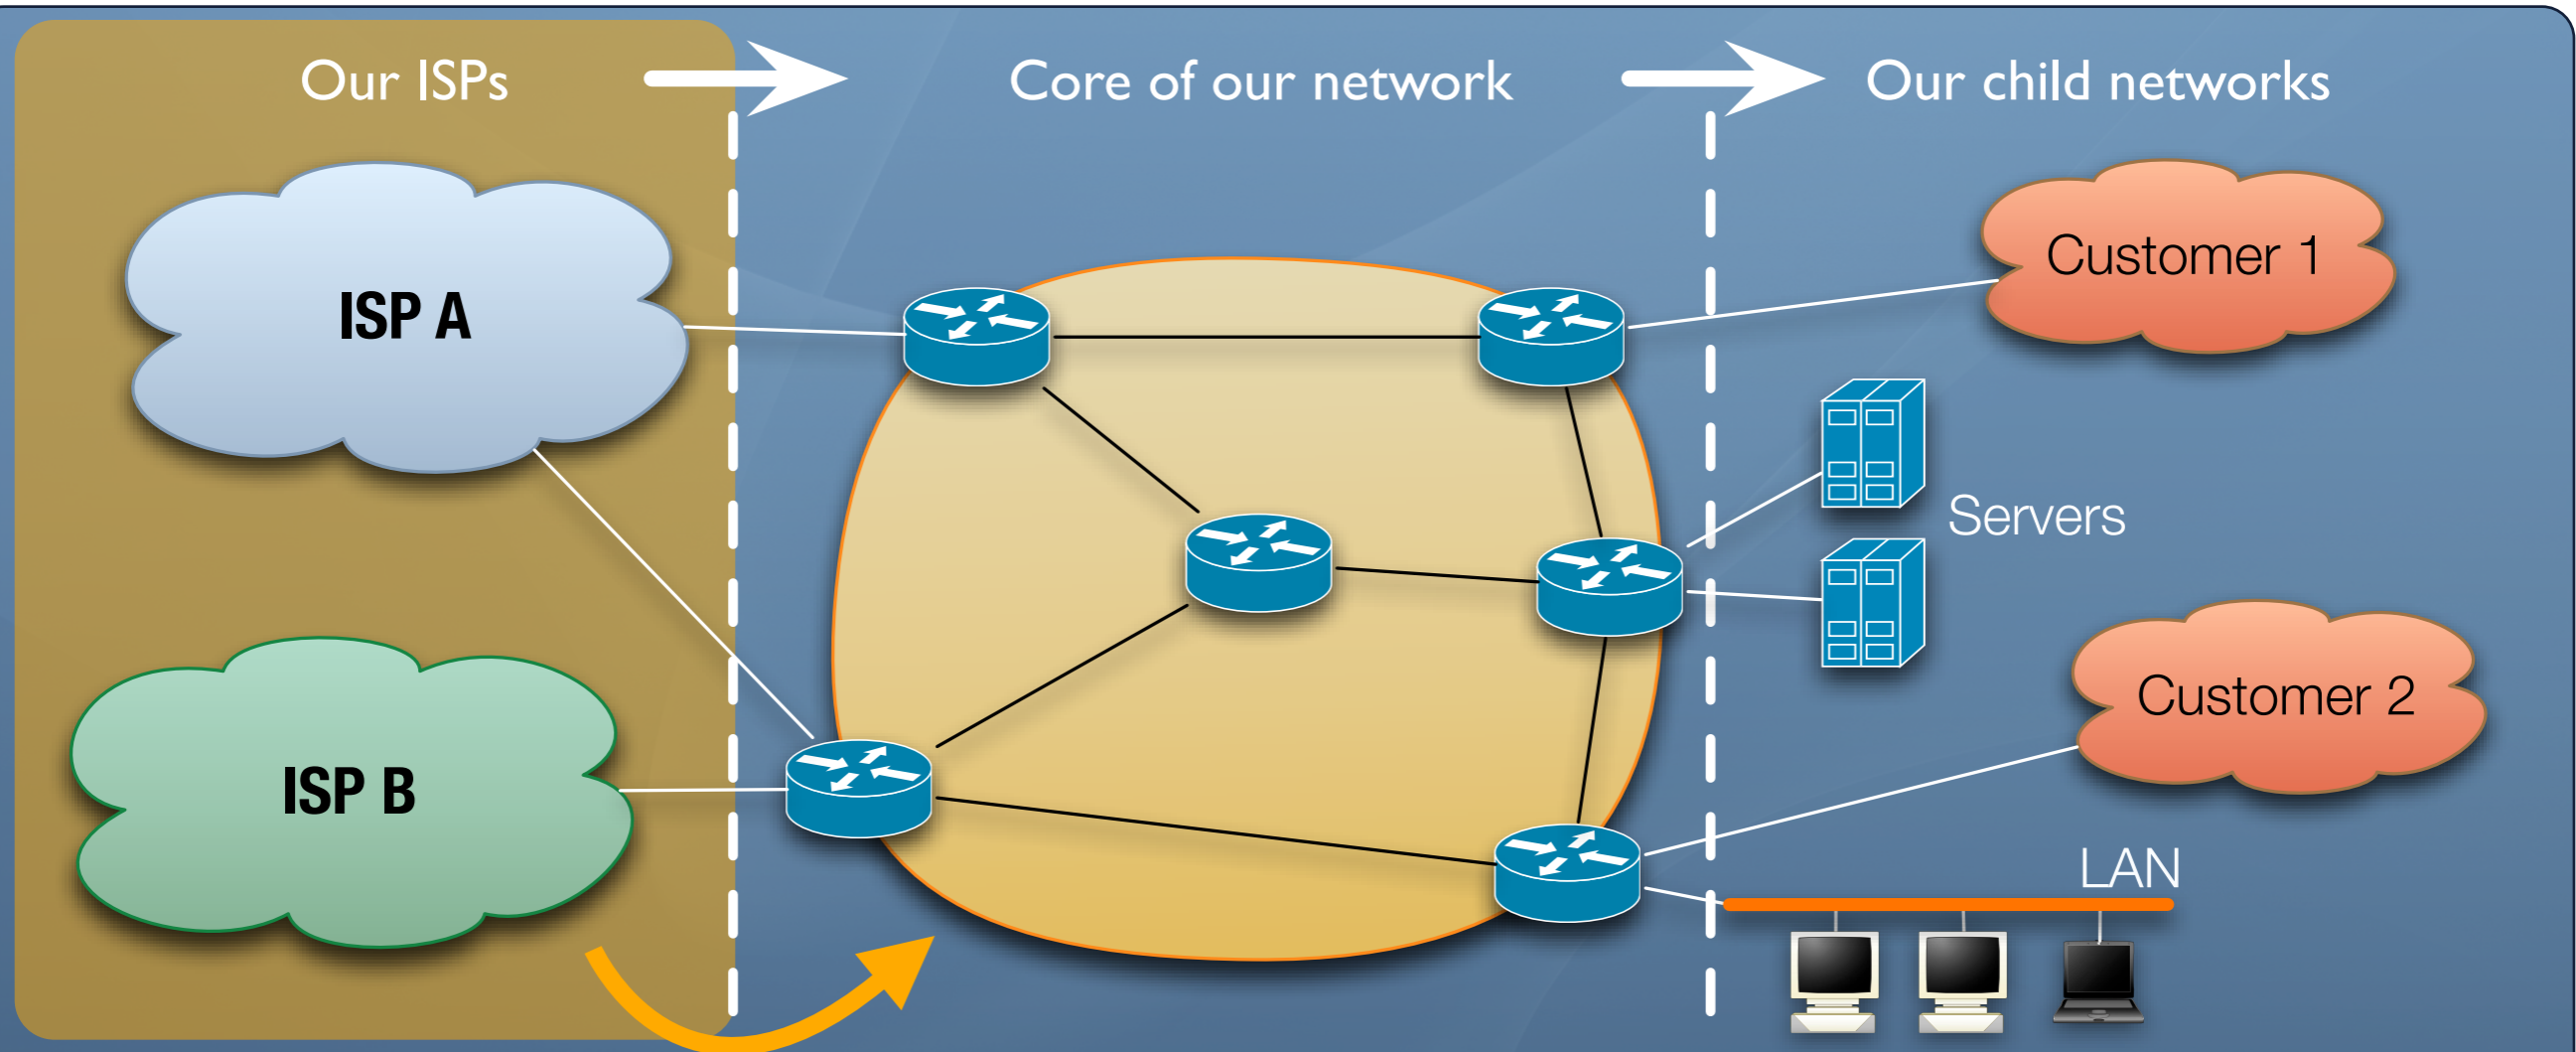 Our ISPs
Core of our network
Our child networks
ISP A
Customer 1
Servers
Customer 2
ISP B
LAN